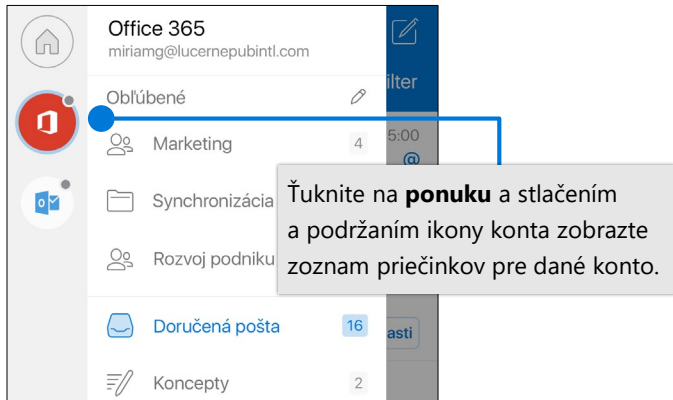 Office 365
miriamg@lucernepubintl.com
ilter
Obľúbené
Marketing 4
5:00
@
Synchronizácia
Ťuknite na ponuku a stlačením
a podržaním ikony konta zobrazte
zoznam priečinkov pre dané konto.
Rozvoj podniku
Doručená pošta 16
asti
Koncepty 2